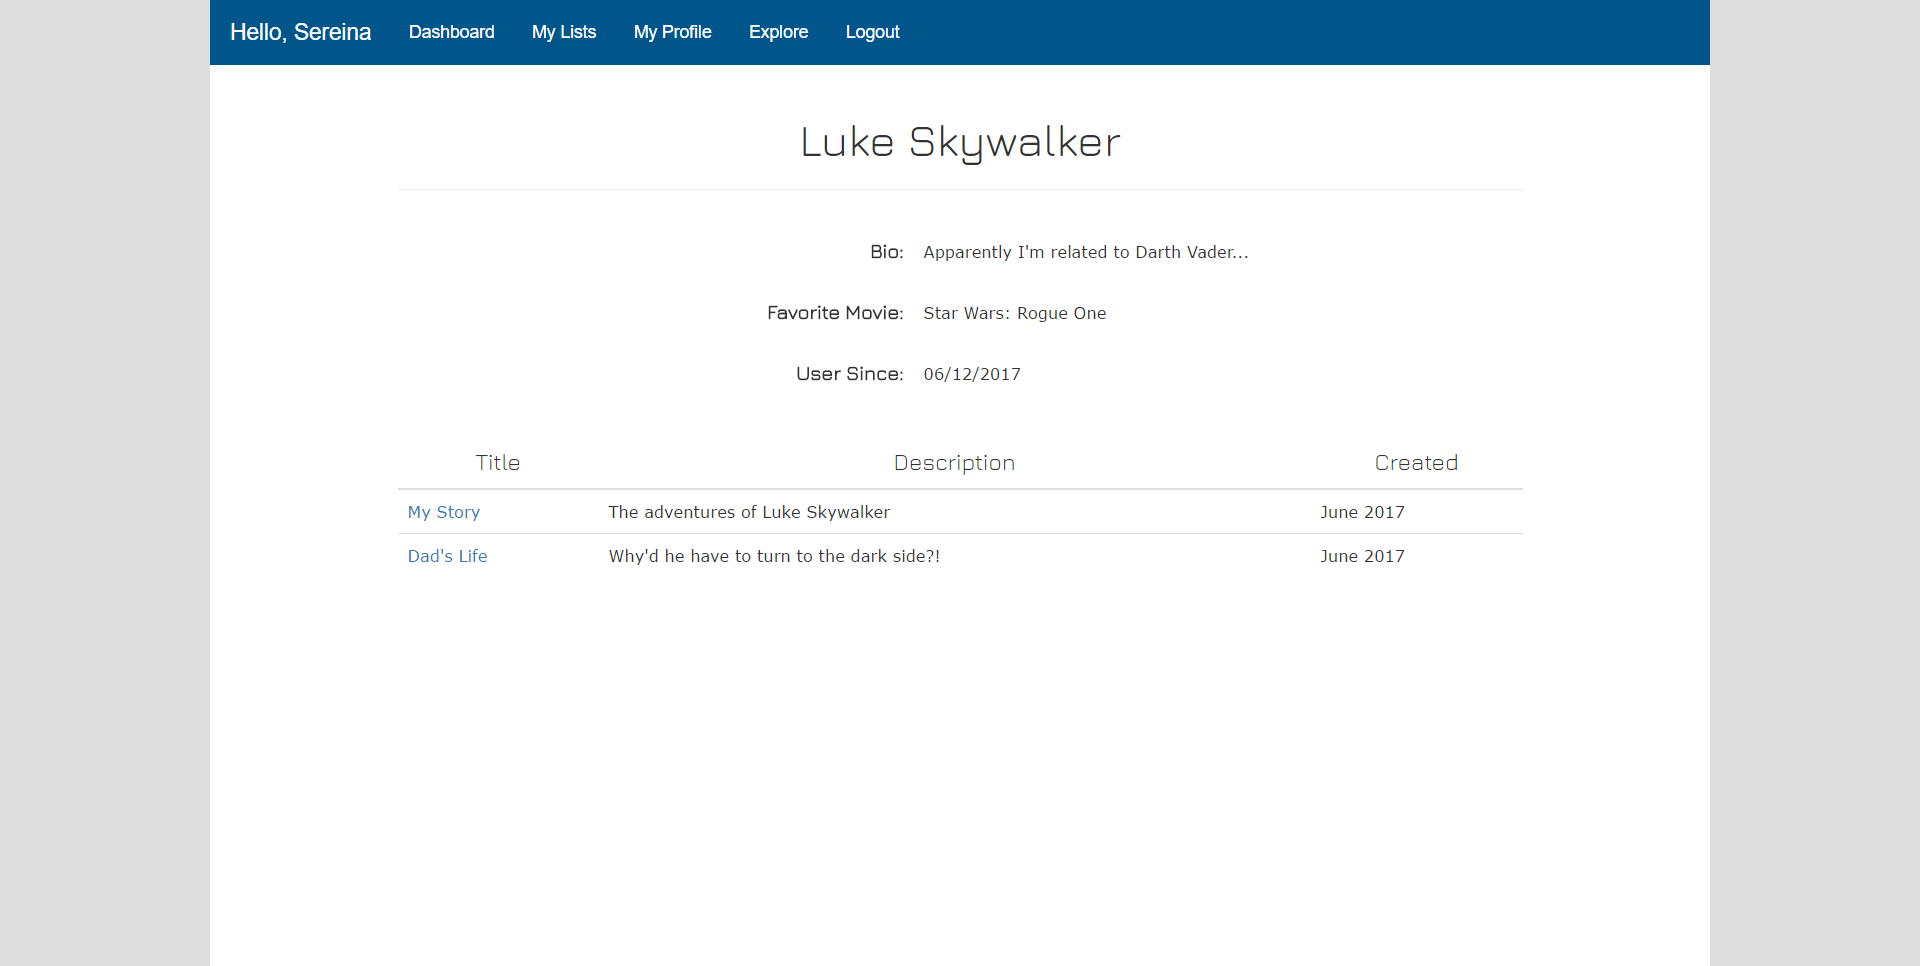 Hello, Sereina Dashboard My Lists My Profile Explore Logout
Luke Skywalker
Bio: Apparently I'm related to Darth Vader...
Favorite Movie: Star Wars: Rogue One
User Since: 06/12/2017
Title Description Created
My Story The adventures of Luke Skywalker June 2017
Dad's Life Why'd he have to turn to the dark side?! June 2017